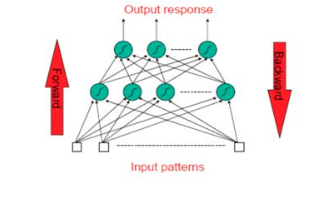 Output response
Forward
Backward
Input patterns